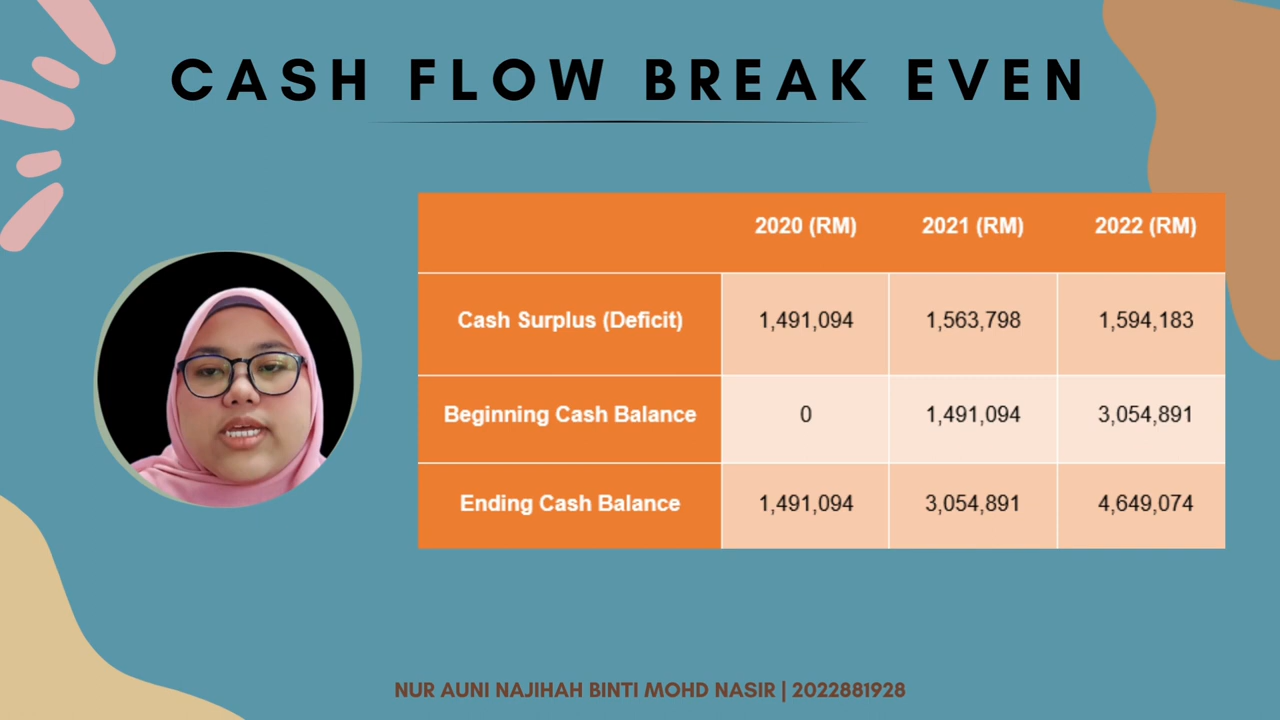 CASH FLOW BREAK EVEN
2020 (RM) 2021 (RM) 2022 (RM)
Cash Surplus (Deficit) 1,491,094 1,563,798 1,594,183
Beginning Cash Balance 0 1,491,094 3,054,891
Ending Cash Balance 1,491,094 3,054,891 4,649,074
NUR AUNI NAJIHAH BINTI MOHD NASIR | 2022881928